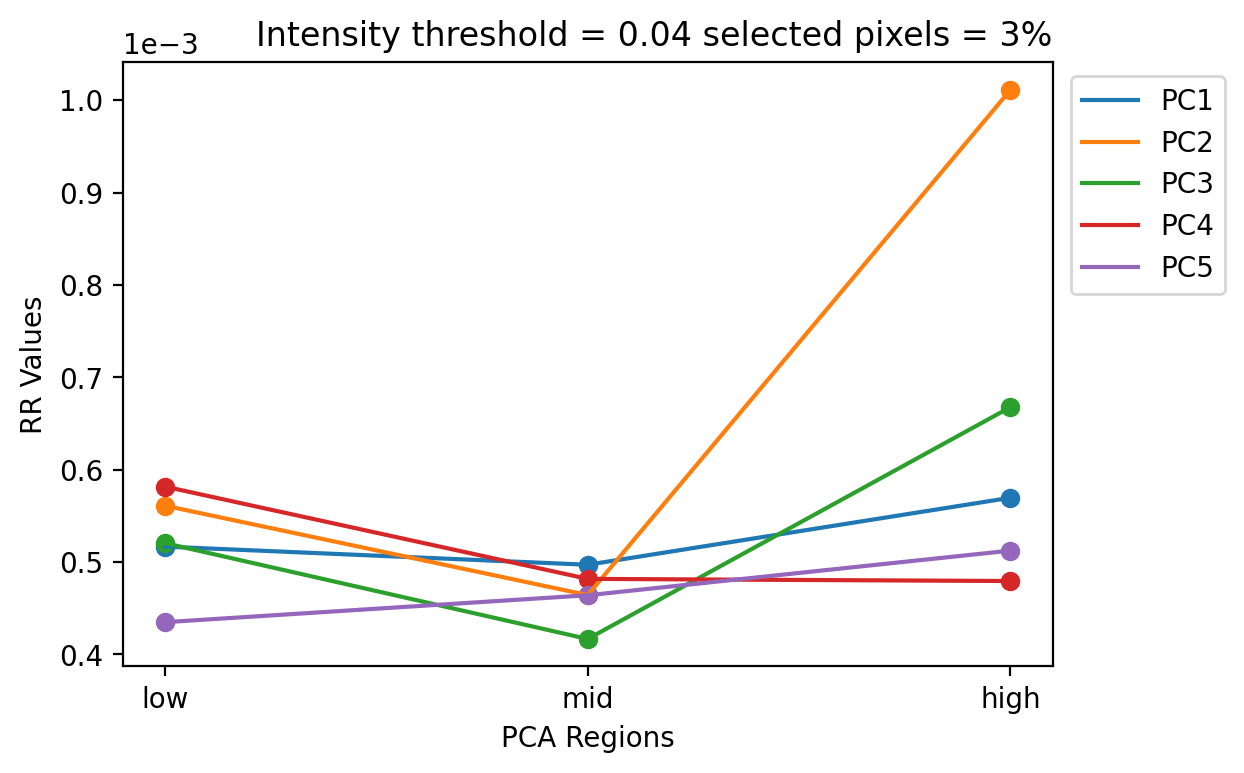 Intensity threshold = 0.04 selected pixels = 3%
1e−3
1.0
0.9
0.8
0.7
0.6
0.5
0.4
RR Values
low mid high
PCA Regions
PC1
PC2
PC3
PC4
PC5